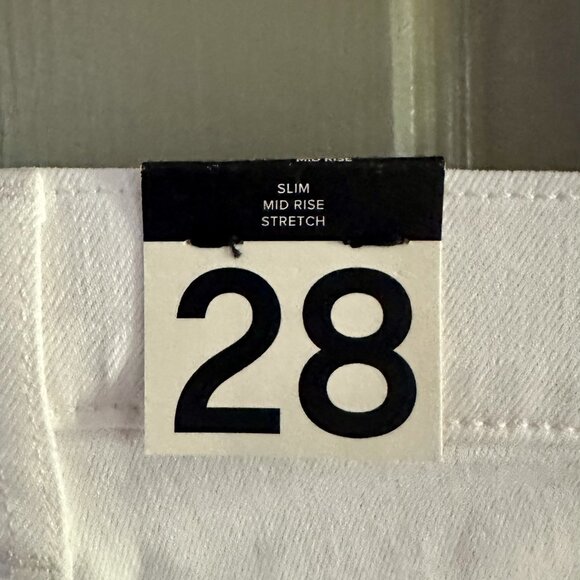 MID RISE
SLIM
MID RISE
STRETCH
28